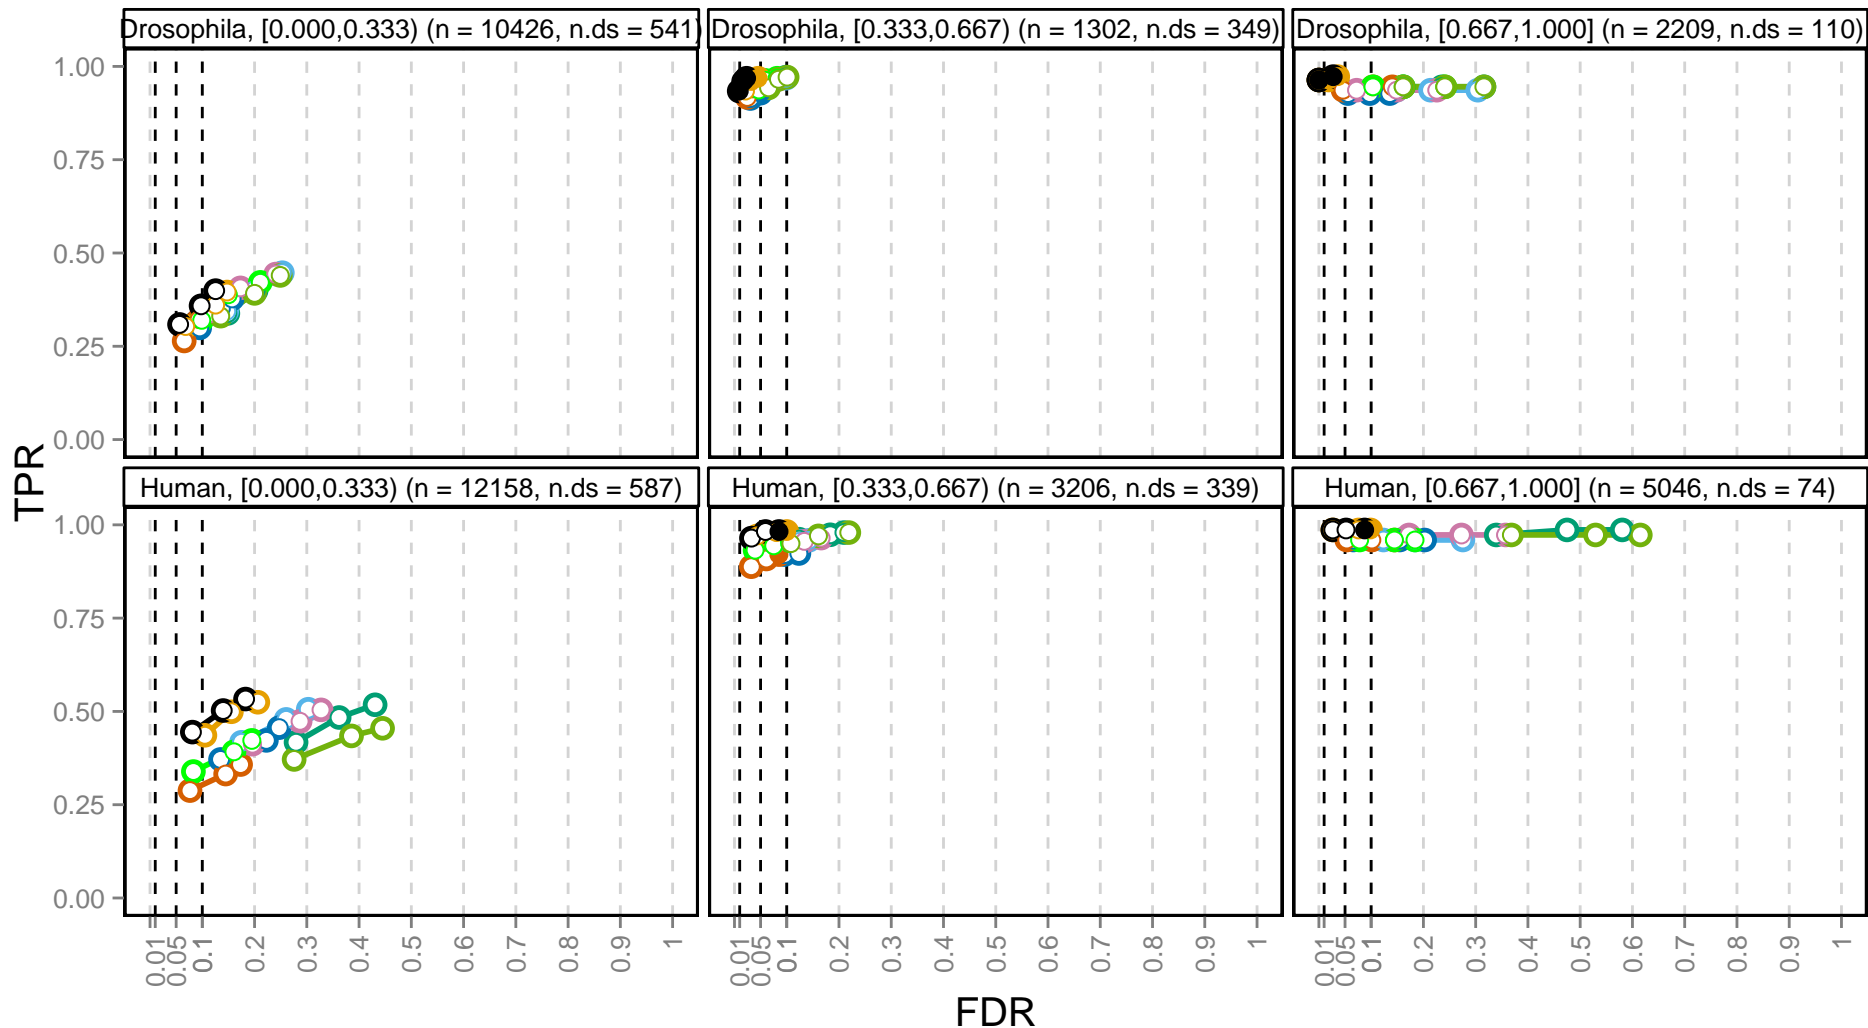 Drosophila, [0.000,0.333) (n = 10426, n.ds = 541)
Drosophila, [0.333,0.667) (n = 1302, n.ds = 349)
Drosophila, [0.667,1.000] (n = 2209, n.ds = 110)
1.00
0.75
0.50
0.25
0.00
Human, [0.000,0.333) (n = 12158, n.ds = 587)
Human, [0.333,0.667) (n = 3206, n.ds = 339)
Human, [0.667,1.000] (n = 5046, n.ds = 74)
1.00
0.75
0.50
0.25
0.00
TPR
0.01 0.05 0.1 0.2 0.3 0.4 0.5 0.6 0.7 0.8 0.9 1
0.01 0.05 0.1 0.2 0.3 0.4 0.5 0.6 0.7 0.8 0.9 1
0.01 0.05 0.1 0.2 0.3 0.4 0.5 0.6 0.7 0.8 0.9 1
FDR